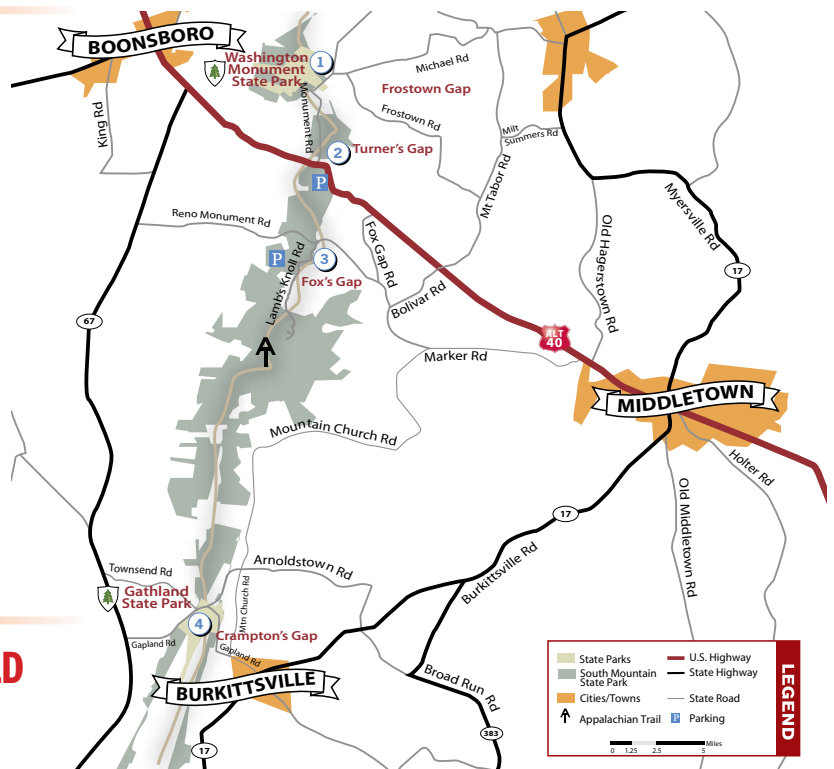 BOONSBORO
Washington
Monument
State Park
1
Michael Rd
Frostown Gap
King Rd
Monument Rd
Frostown Rd
Milt
Summers Rd
2
Turner's Gap
P
Mt Tabor Rd
Myersville Rd
Reno Monument Rd
Fox Gap Rd
Old Hagerstown Rd
17
P
Lamb's Knoll Rd
3
Fox's Gap
Bolivar Rd
67
ALT
40
Marker Rd
MIDDLETOWN
Mountain Church Rd
Holter Rd
Old Middletown Rd
17
Burkittsville Rd
Townsend Rd
Arnoldstown Rd
Gathland
State Park
Mtn Church Rd
4
Crampton's Gap
Gapland Rd
Gapland Rd
LD
BURKITTSVILLE
Broad Run Rd
17
383
State Parks
South Mountain
State Park
Cities/Towns
Appalachian Trail
U.S. Highway
State Highway
State Road
P Parking
0 1.25 2.5 5 Miles
LEGEND